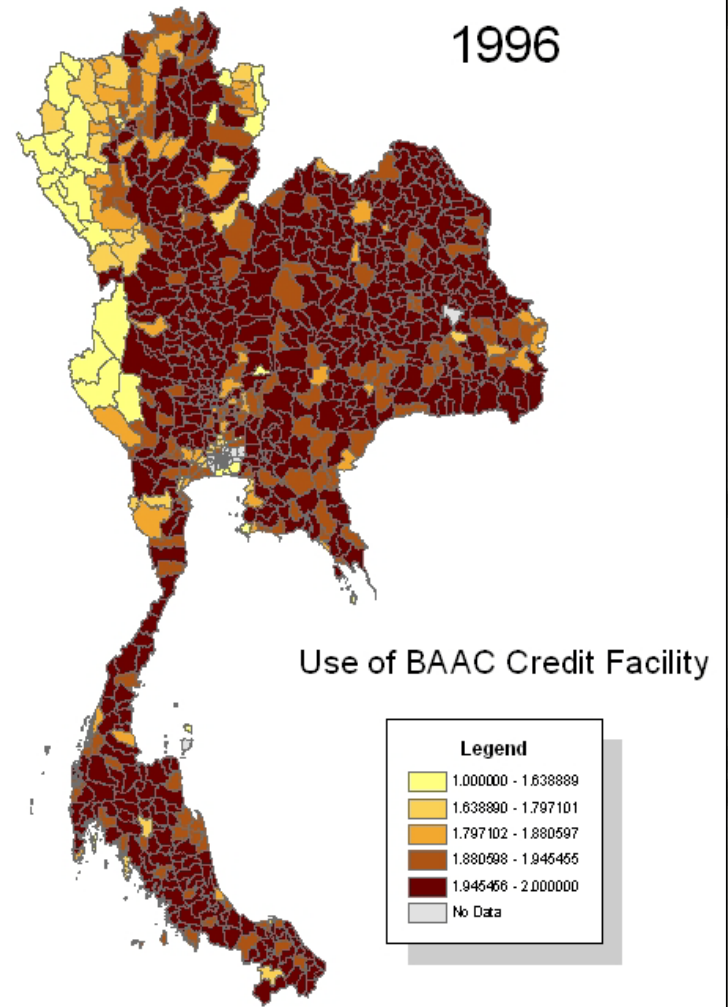 1996
Use of BAAC Credit Facility
Legend
1.000000 - 1.638889
1.638890 - 1.797101
1.797102 - 1.880597
1.880598 - 1.945455
1.945456 - 2.000000
No Data